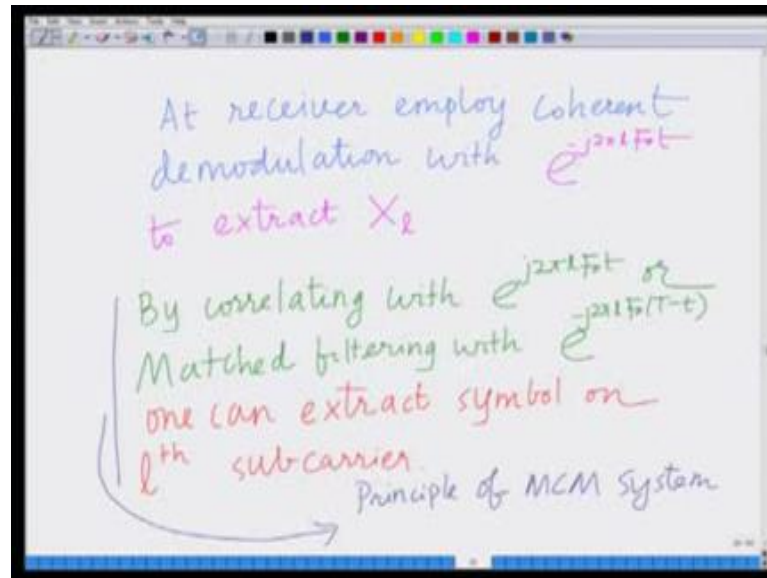 At receiver employ coherent
demodulation with e^{-j2πlF₀t}
to extract X_l
By correlating with e^{j2πlF₀t} or
Matched filtering with e^{-j2πlF₀(T-t)}
one can extract symbol on
l^{th} subcarrier.
Principle of MCM system